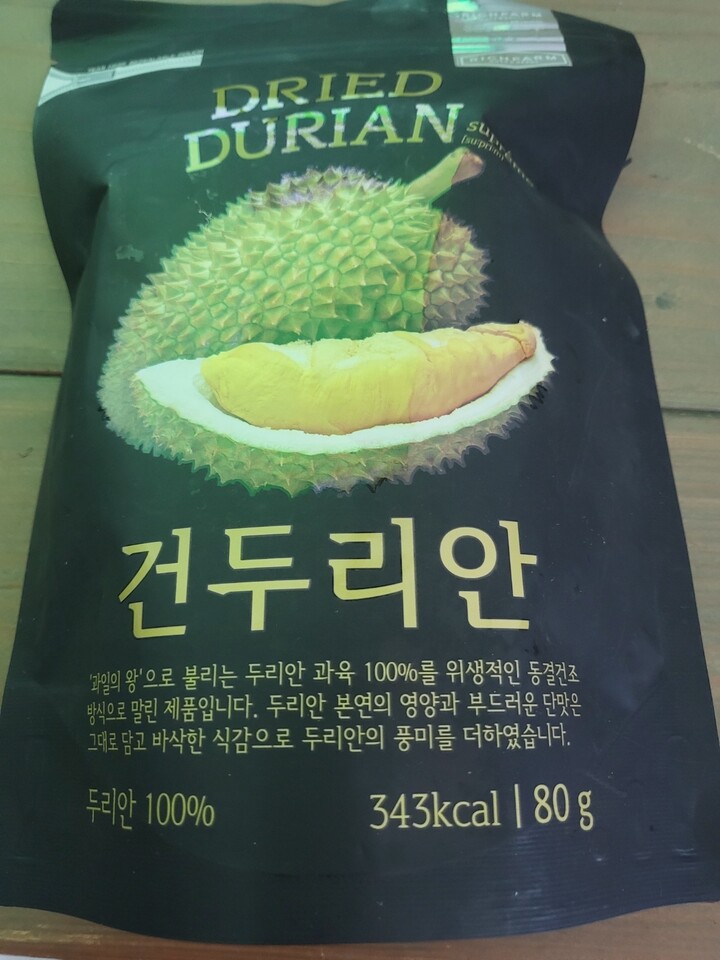 RICHFARM
DRIED
DURIAN
supreme
건두리안
'과일의 왕'으로 불리는 두리안 과육 100%를 위생적인 동결건조
방식으로 말린 제품입니다. 두리안 본연의 영양과 부드러운 단맛은
그대로 담고 바삭한 식감으로 두리안의 풍미를 더하였습니다.
두리안 100%
343kcal | 80 g